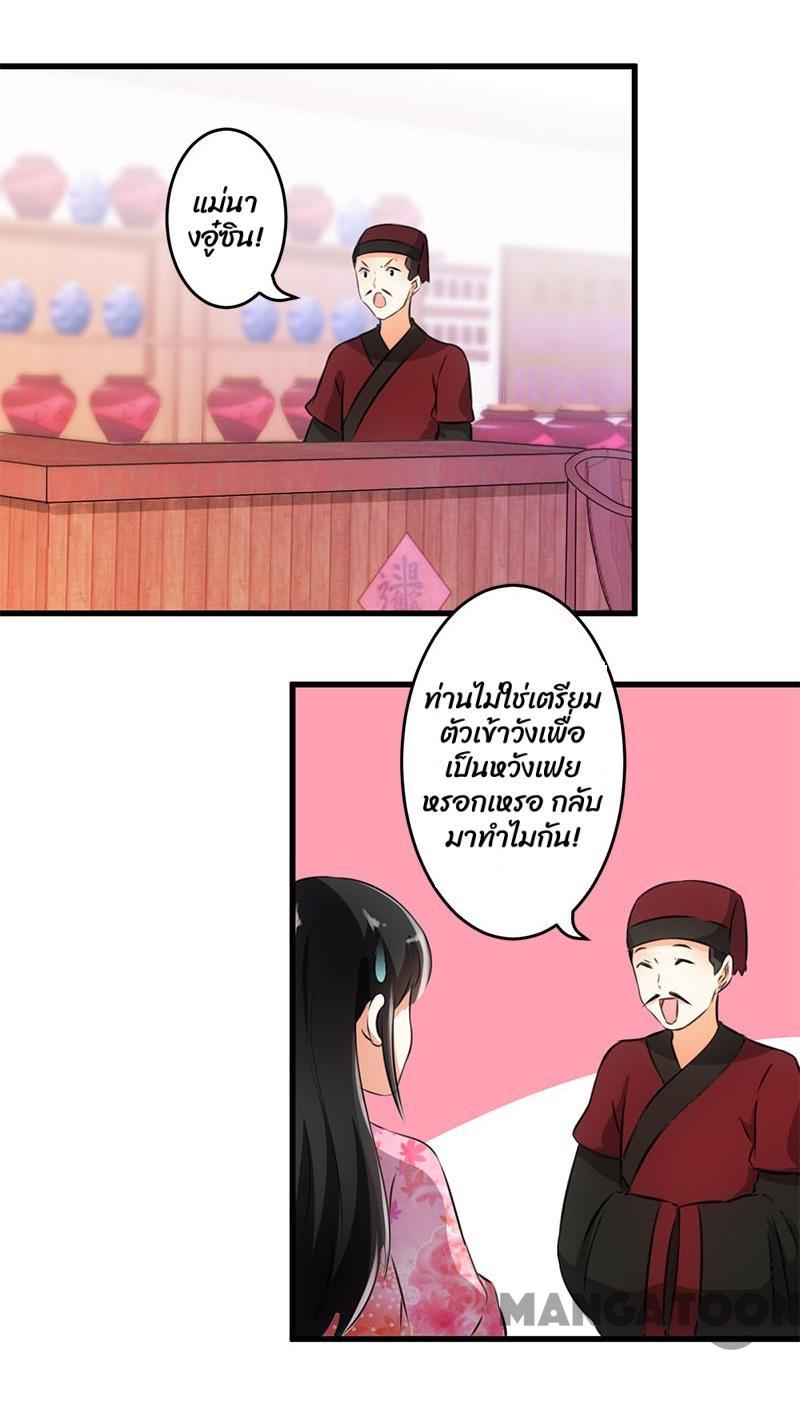 แม่นา
งอู๋ซิน!
ท่านไม่ใช่เตรียม
ตัวเข้าวังเพื่อ
เป็นหวังเฟย
หรอกเหรอ กลับ
มาทำไมกัน!
MANGATOON